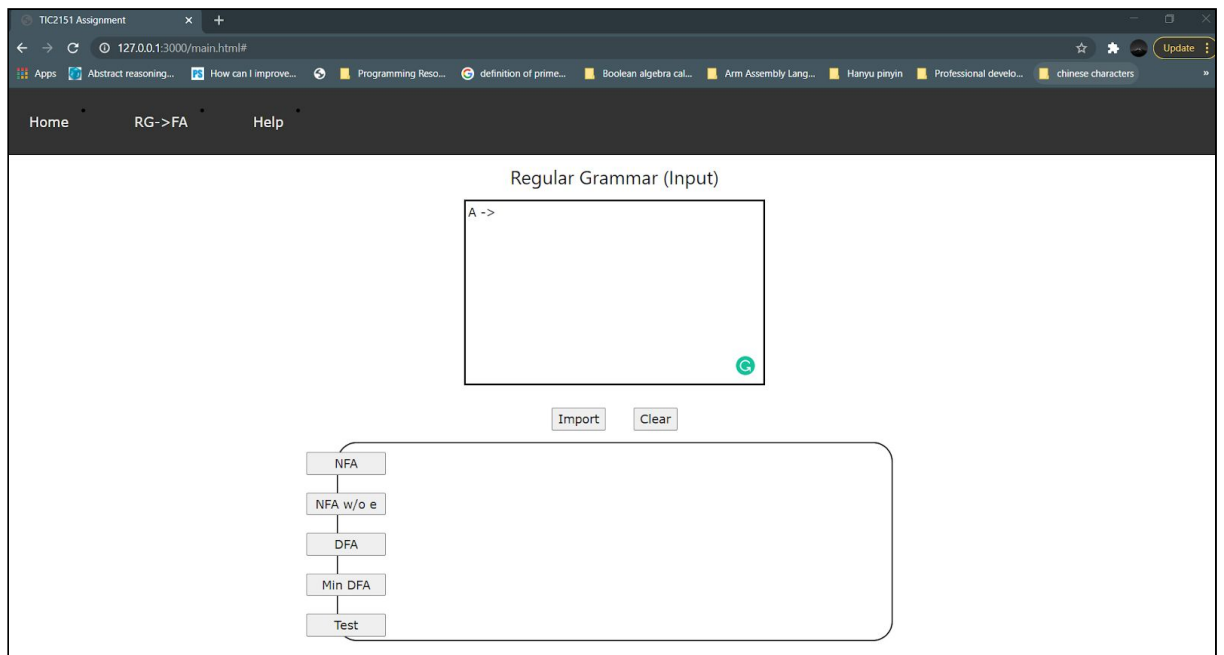 TIC2151 Assignment
127.0.0.1:3000/main.html#
Update
Apps Abstract reasoning... How can I improve... Programming Reso... definition of prime... Boolean algebra cal... Arm Assembly Lang... Hanyu pinyin Professional develo... chinese characters »
Home RG->FA Help
Regular Grammar (Input)
A ->
Import Clear
NFA
NFA w/o e
DFA
Min DFA
Test